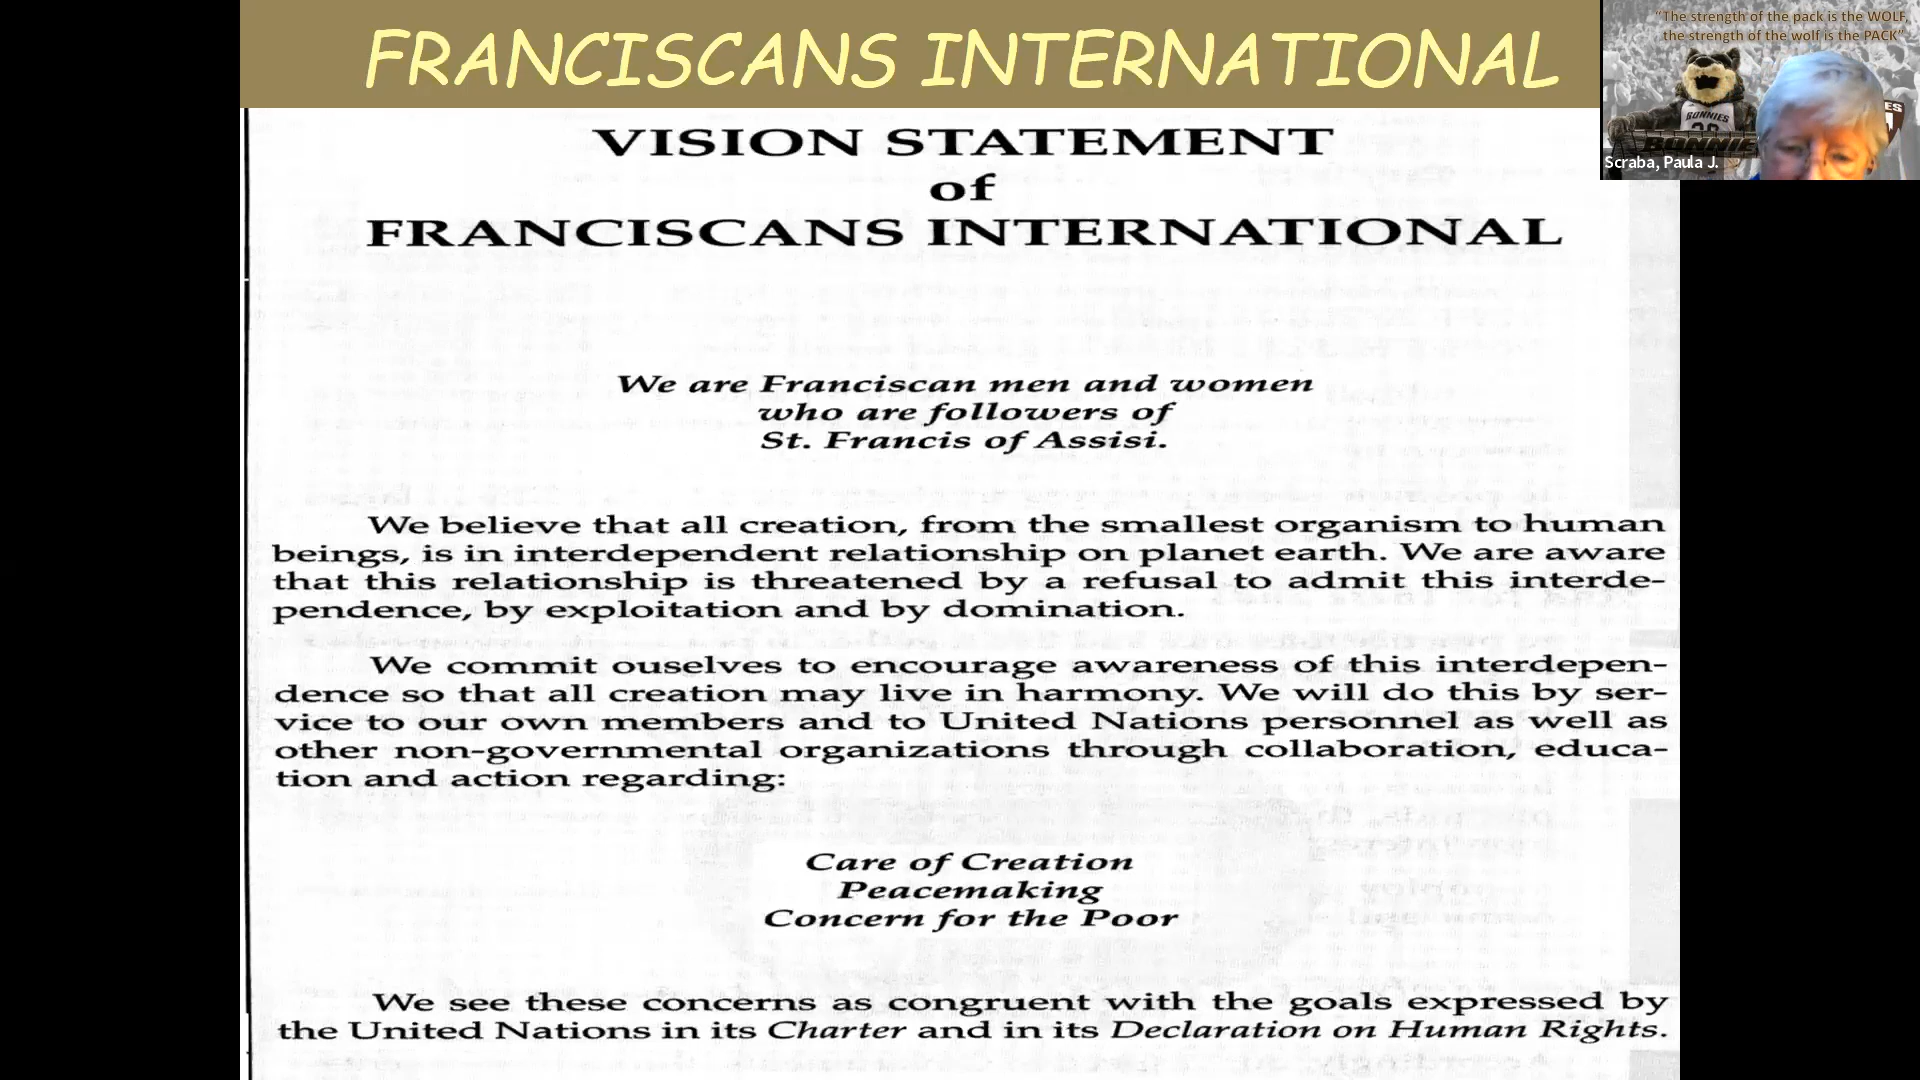 FRANCISCANS INTERNATIONAL
"The strength of the pack is the WOLF,
the strength of the wolf is the PACK"
BONNIES
BONNIE
ES
Scraba, Paula J.
VISION STATEMENT
of
FRANCISCANS INTERNATIONAL
We are Franciscan men and women
who are followers of
St. Francis of Assisi.
We believe that all creation, from the smallest organism to human
beings, is in interdependent relationship on planet earth. We are aware
that this relationship is threatened by a refusal to admit this interde-
pendence, by exploitation and by domination.
We commit ouselves to encourage awareness of this interdepen-
dence so that all creation may live in harmony. We will do this by ser-
vice to our own members and to United Nations personnel as well as
other non-governmental organizations through collaboration, educa-
tion and action regarding:
Care of Creation
Peacemaking
Concern for the Poor
We see these concerns as congruent with the goals expressed by
the United Nations in its Charter and in its Declaration on Human Rights.